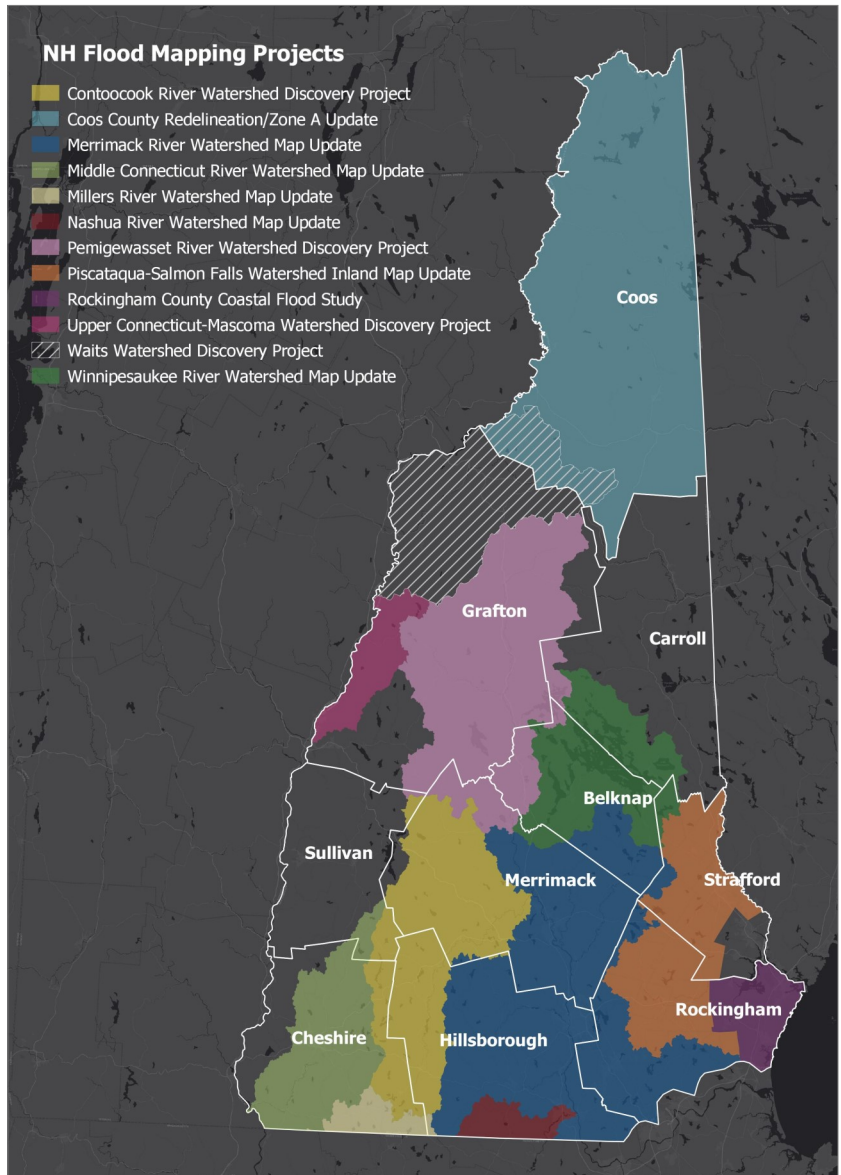 NH Flood Mapping Projects
Contoocook River Watershed Discovery Project
Coos County Redelineation/Zone A Update
Merrimack River Watershed Map Update
Middle Connecticut River Watershed Map Update
Millers River Watershed Map Update
Nashua River Watershed Map Update
Pemigewasset River Watershed Discovery Project
Piscataqua-Salmon Falls Watershed Inland Map Update
Rockingham County Coastal Flood Study
Upper Connecticut-Mascoma Watershed Discovery Project
Waits Watershed Discovery Project
Winnipesaukee River Watershed Map Update
Coos
Grafton
Carroll
Belknap
Sullivan
Merrimack
Strafford
Rockingham
Cheshire
Hillsborough